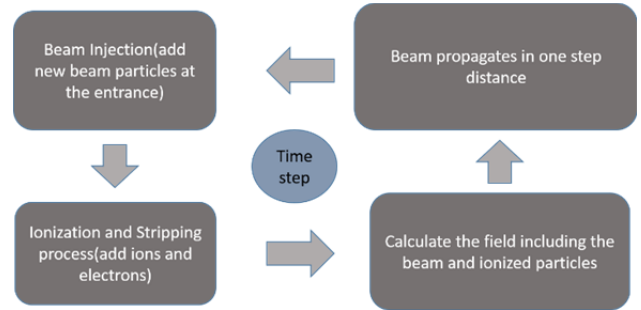 Beam Injection(add
new beam particles at
the entrance)
Beam propagates in one step
distance
Time
step
Ionization and Stripping
process(add ions and
electrons)
Calculate the field including the
beam and ionized particles